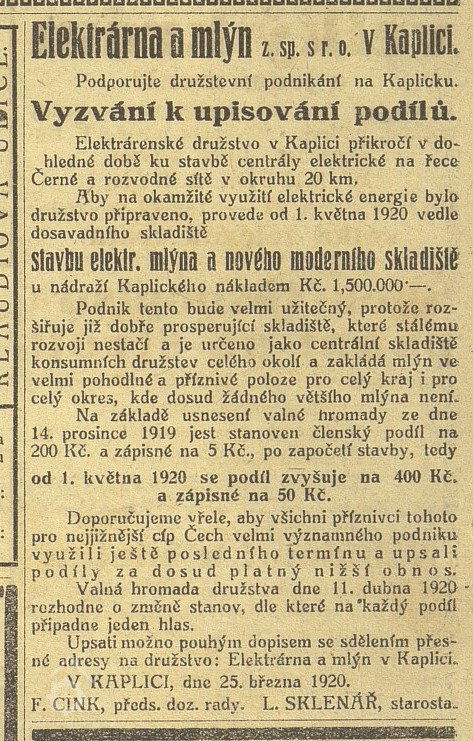 Elektrárna a mlýn z. sp. s r. o. v Kaplici.
Podporujte družstevní podnikání na Kaplicku.
Vyzvání k upisování podílů.
Elektrárenské družstvo v Kaplici přikročí v do-
hledné době ku stavbě centrály elektrické na řece
Černé a rozvodné sítě v okruhu 20 km.
Aby na okamžité využití elektrické energie bylo
družstvo připraveno, provede od 1. května 1920 vedle
dosavadního skladiště
stavbu elektr. mlýna a nového moderního skladiště
u nádraží Kaplického nákladem Kč. 1,500.000·—.
Podnik tento bude velmi užitečný, protože roz-
šiřuje již dobře prosperující skladiště, které stálému
rozvoji nestačí a je určeno jako centrální skladiště
konsumních družstev celého okolí a zakládá mlýn ve
velmi pohodlné a příznivé poloze pro celý kraj i pro
celý okres, kde dosud žádného většího mlýna není.
Na základě usnesení valné hromady ze dne
14. prosince 1919 jest stanoven členský podíl na
200 Kč. a zápisné na 5 Kč., po započetí stavby, tedy
od 1. května 1920 se podíl zvyšuje na 400 Kč.
a zápisné na 50 Kč.
Doporučujeme vřele, aby všichni příznivci tohoto
pro nejjižnější cíp Čech velmi významného podniku
využili ještě posledního termínu a upsali
podíly za dosud platný nižší obnos.
Valná hromada družstva dne 11. dubna 1920
rozhodne o změně stanov, dle které na každý podíl
připadne jeden hlas.
Upsati možno pouhým dopisem se sdělením přes-
né adresy na družstvo: Elektrárna a mlýn v Kaplici.
V KAPLICI, dne 25. března 1920.
F. CINK, předs. doz. rady. L. SKLENÁŘ, starosta.